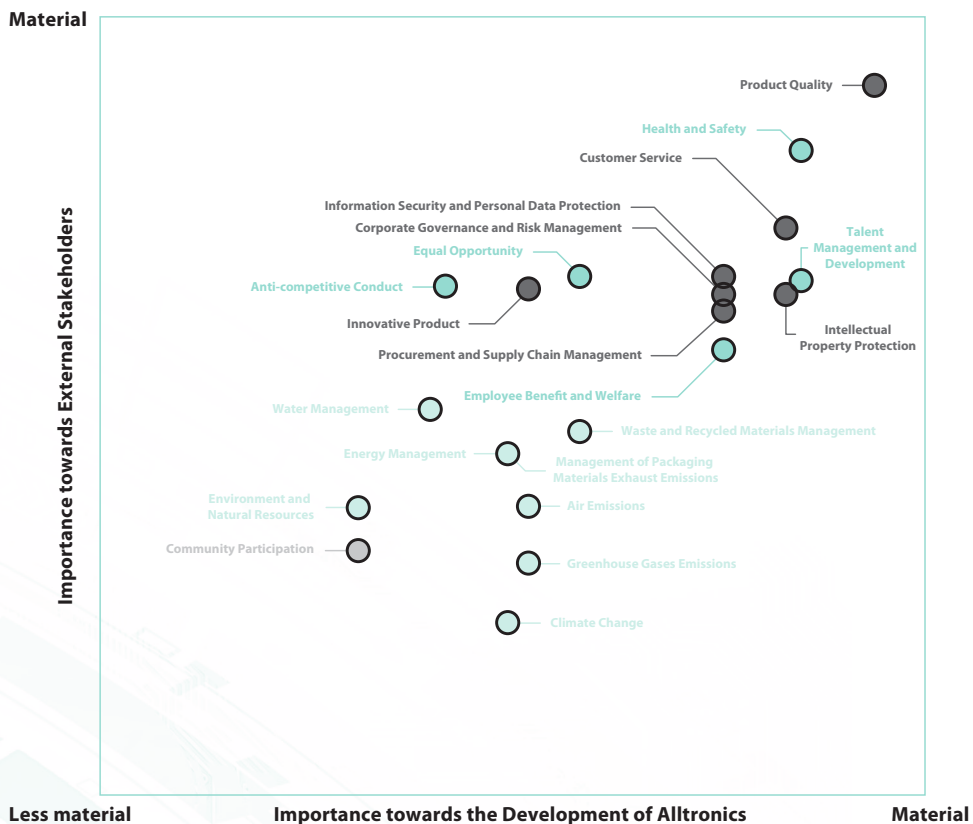 Material
Product Quality
Health and Safety
Customer Service
Information Security and Personal Data Protection
Corporate Governance and Risk Management
Talent
Management and
Development
Equal Opportunity
Anti-competitive Conduct
Innovative Product
Intellectual
Property Protection
Procurement and Supply Chain Management
Employee Benefit and Welfare
Water Management
Waste and Recycled Materials Management
Energy Management
Management of Packaging
Materials Exhaust Emissions
Environment and
Natural Resources
Air Emissions
Community Participation
Greenhouse Gases Emissions
Climate Change
Importance towards External Stakeholders
Less material
Importance towards the Development of Alltronics
Material